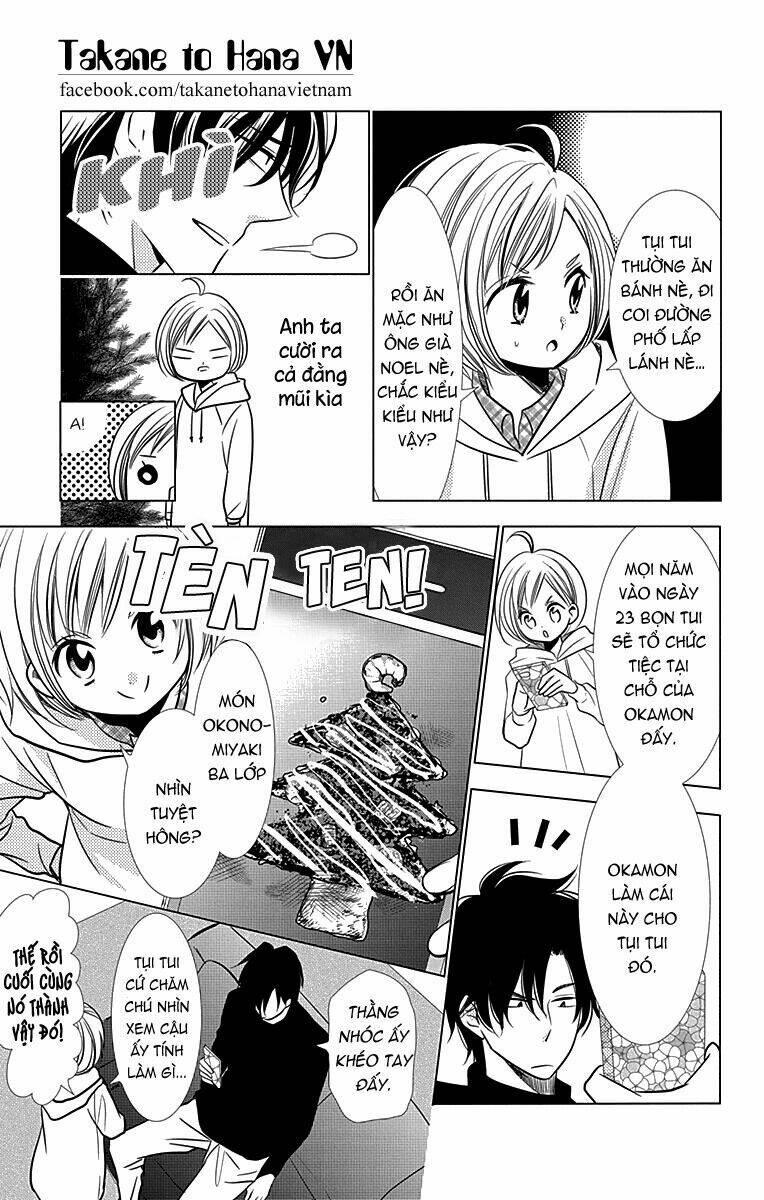 Takane to Hana VN
facebook.com/takanetohanavietnam
TỤI TUI
THƯỜNG ĂN
BÁNH NÈ, ĐI
COI ĐƯỜNG
PHỐ LẤP
LÁNH NÈ...
RỒI ĂN
MẶC NHƯ
ÔNG GIÀ
NOEL NÈ,
CHẮC KIỂU
KIỂU NHƯ
VẬY?
KHÌ
Anh ta
cười ra
cả đằng
mũi kìa
A!
MỌI NĂM
VÀO NGÀY
23 BỌN TUI
SẼ TỔ CHỨC
TIỆC TẠI
CHỖ CỦA
OKAMON
ĐẤY.
TÈN TEN!
MÓN
OKONO-
MIYAKI
BA LỚP
NHÌN
TUYỆT
HÔNG?
OKAMON
LÀM CÁI
NÀY CHO
TỤI TUI
ĐÓ.
THẰNG
NHÓC ẤY
KHÉO TAY
ĐẤY.
TỤI TUI
CỨ CHĂM
CHÚ NHÌN
XEM CẬU
ẤY TÍNH
LÀM GÌ...
THẾ RỒI
CUỐI CÙNG
NÓ THÀNH
VẬY ĐÓ!